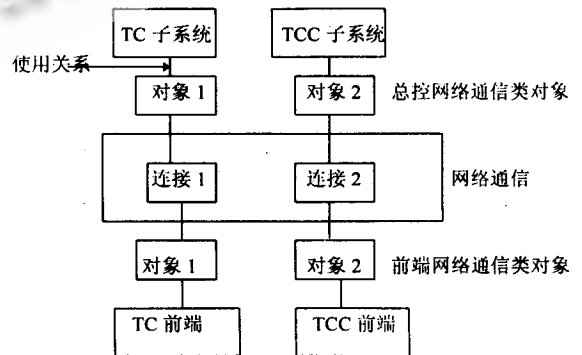 TC 子系统 TCC 子系统
使用关系
对象 1 对象 2 总控网络通信类对象
连接 1 连接 2 网络通信
对象 1 对象 2 前端网络通信类对象
TC 前端 TCC 前端